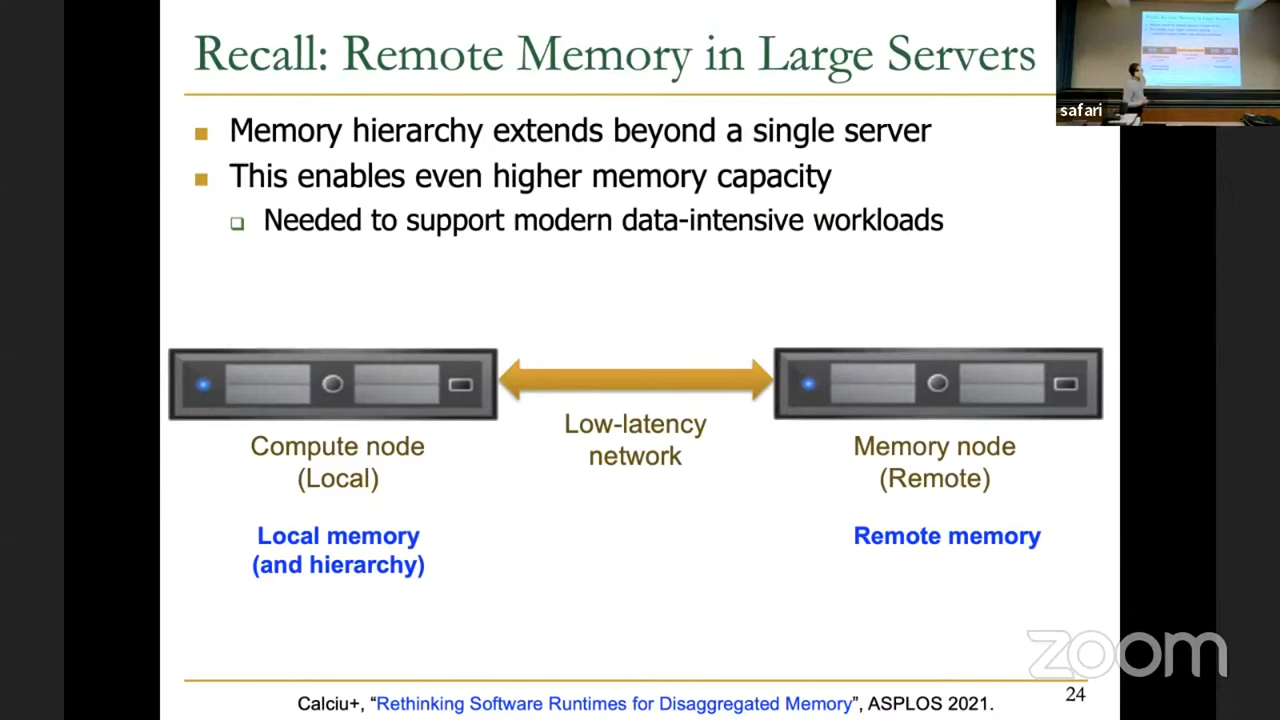 Recall: Remote Memory in Large Servers
safari
Memory hierarchy extends beyond a single server
This enables even higher memory capacity
Needed to support modern data-intensive workloads
Low-latency
network
Compute node
(Local)
Memory node
(Remote)
Local memory
(and hierarchy)
Remote memory
zoom
Calciu+, “Rethinking Software Runtimes for Disaggregated Memory”, ASPLOS 2021.
24